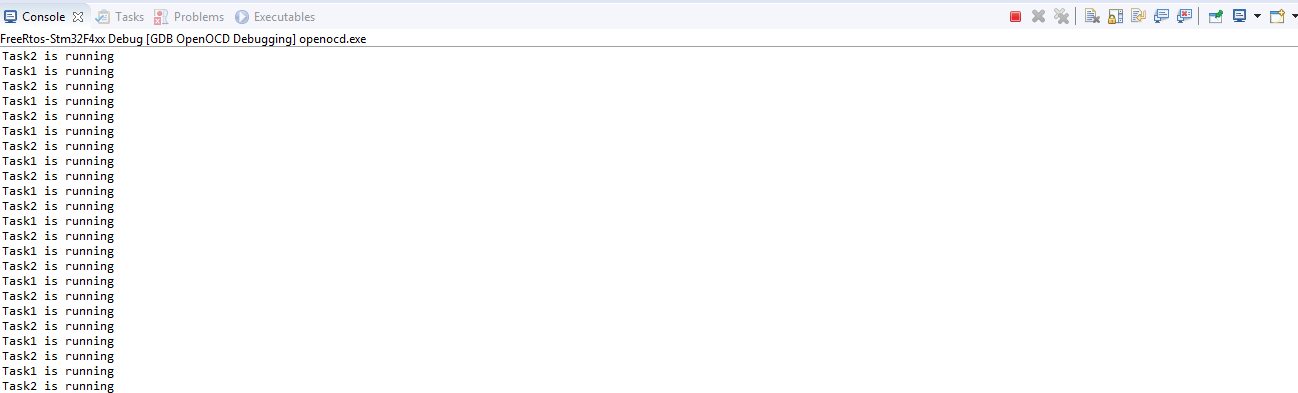 Console Tasks Problems Executables
FreeRtos-Stm32F4xx Debug [GDB OpenOCD Debugging] openocd.exe
Task2 is running
Task1 is running
Task2 is running
Task1 is running
Task2 is running
Task1 is running
Task2 is running
Task1 is running
Task2 is running
Task1 is running
Task2 is running
Task1 is running
Task2 is running
Task1 is running
Task2 is running
Task1 is running
Task2 is running
Task1 is running
Task2 is running
Task1 is running
Task2 is running
Task1 is running
Task2 is running